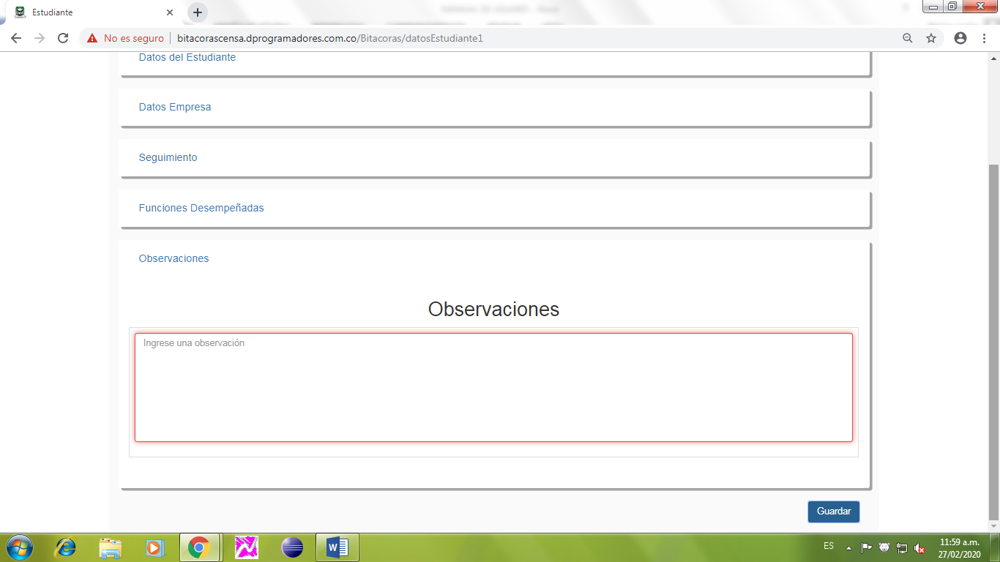 Estudiante
No es seguro
bitacorascensa.dprogramadores.com.co/Bitacoras/datosEstudiante1
Datos del Estudiante
Datos Empresa
Seguimiento
Funciones Desempeñadas
Observaciones
Observaciones
Ingrese una observación
Guardar
ES
11:59 a.m.
27/02/2020